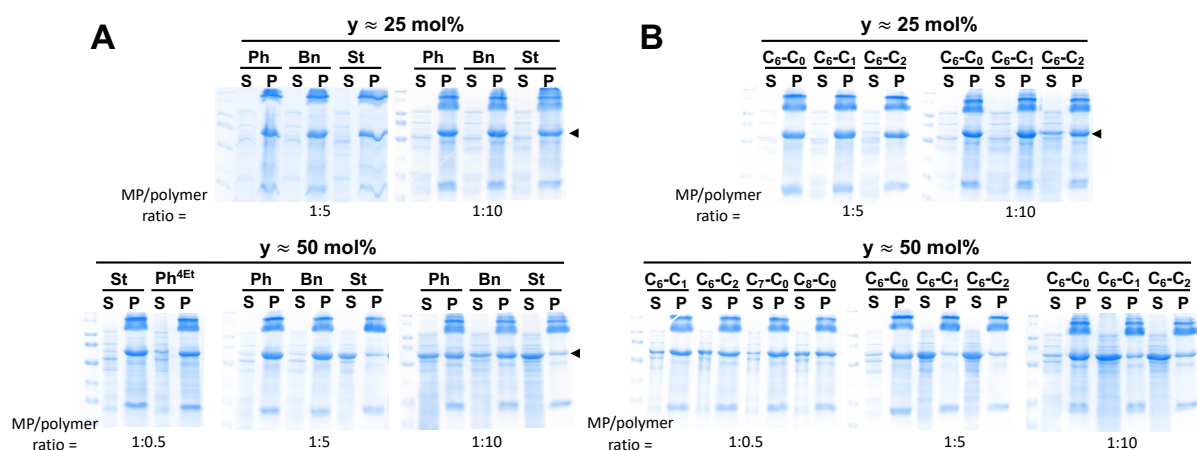 A
y ≈ 25 mol%
Ph Bn St Ph Bn St
S P S P S P S P S P S P
MP/polymer
ratio =
1:5 1:10
y ≈ 50 mol%
St Ph4Et Ph Bn St Ph Bn St
S P S P S P S P S P S P S P S P
MP/polymer
ratio =
1:0.5 1:5 1:10
B
y ≈ 25 mol%
C6-C0 C6-C1 C6-C2 C6-C0 C6-C1 C6-C2
S P S P S P S P S P S P
MP/polymer
ratio =
1:5 1:10
y ≈ 50 mol%
C6-C1 C6-C2 C7-C0 C8-C0 C6-C0 C6-C1 C6-C2 C6-C0 C6-C1 C6-C2
S P S P S P S P S P S P S P S P S P S P
MP/polymer
ratio =
1:0.5 1:5 1:10